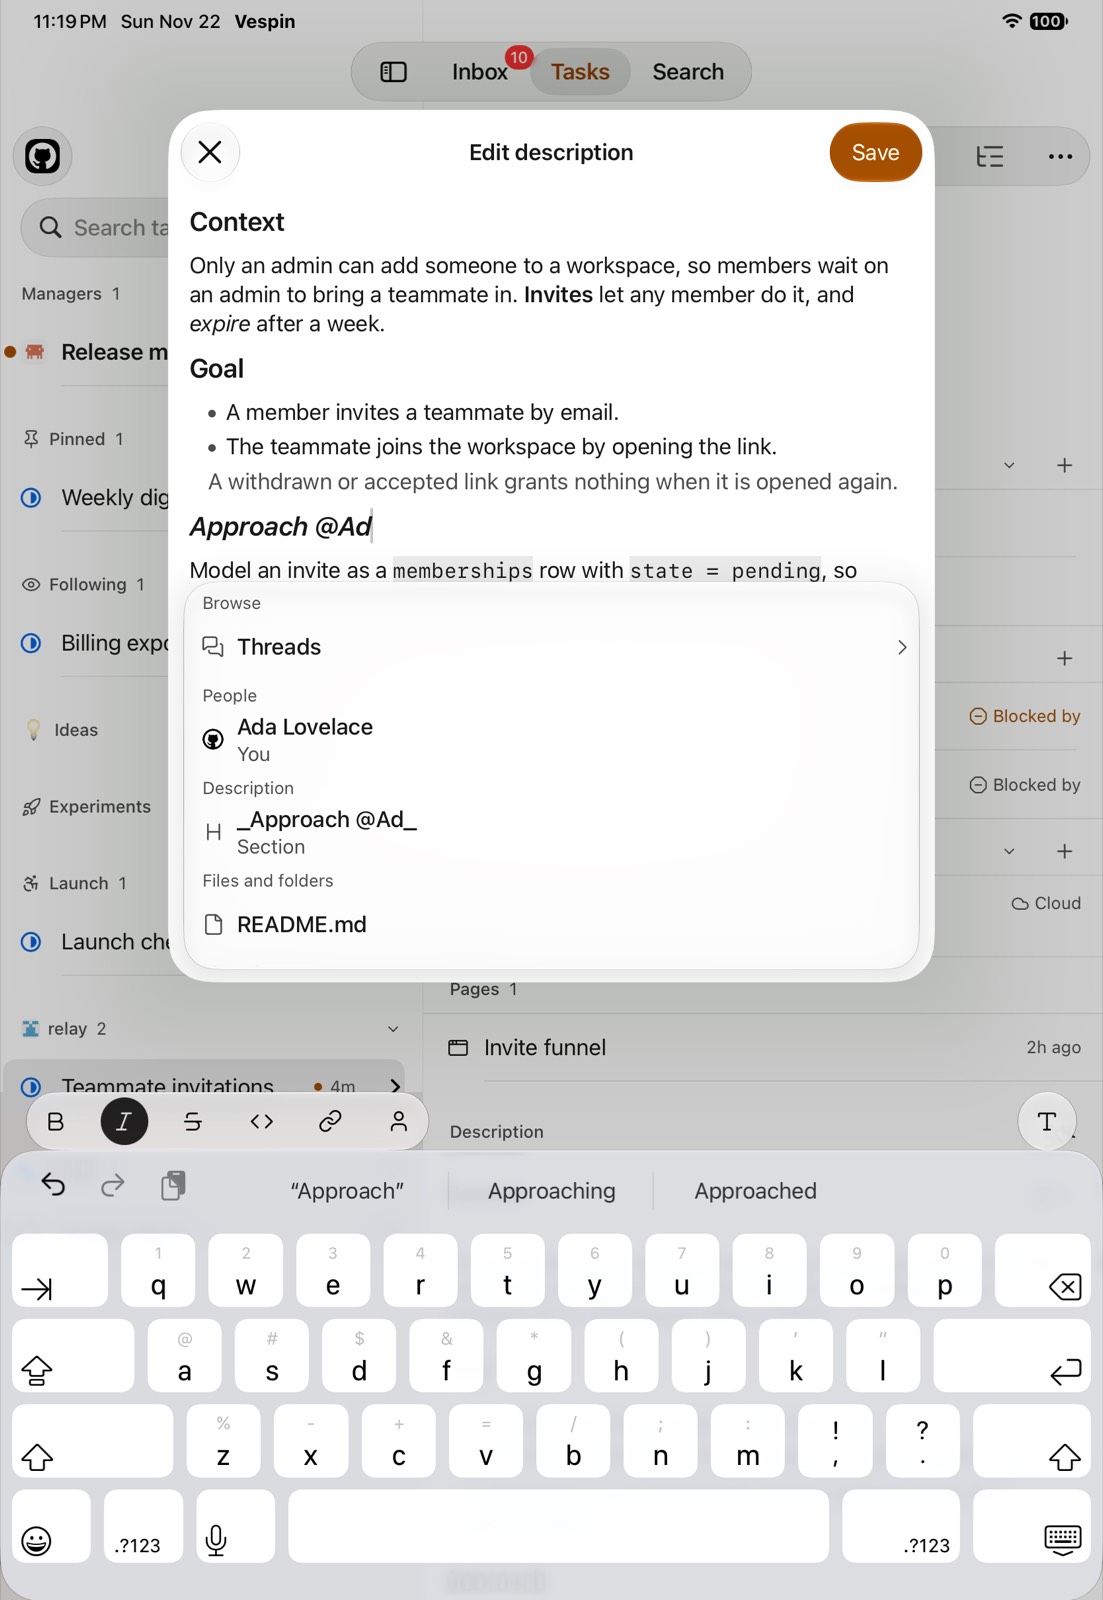 11:19 PM Sun Nov 22 Vespin
100
Inbox 10 Tasks Search
Edit description
Save
Search ta
Managers 1
Release m
Pinned 1
Weekly dig
Following 1
Billing expo
Ideas
Experiments
Launch 1
Launch che
relay 2
Teammate invitations 4m
Context
Only an admin can add someone to a workspace, so members wait on
an admin to bring a teammate in. Invites let any member do it, and
expire after a week.
Goal
• A member invites a teammate by email.
• The teammate joins the workspace by opening the link.
A withdrawn or accepted link grants nothing when it is opened again.
Approach @Ad
Model an invite as a memberships row with state = pending, so
Browse
Threads
People
Ada Lovelace
You
Description
H _Approach @Ad_
Section
Files and folders
README.md
Blocked by
Blocked by
Cloud
Pages 1
Invite funnel 2h ago
Description
B I S T
“Approach” Approaching Approached
1 2 3 4 5 6 7 8 9 0
q w e r t y u i o p
@ # $ & * ( ) ' "
a s d f g h j k l
% - + = / ; : ! ?
z x c v b n m , .
.?123 .?123